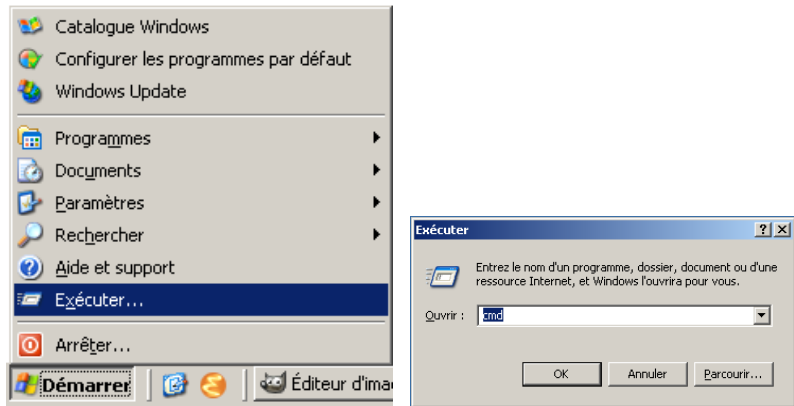 Catalogue Windows
Configurer les programmes par défaut
Windows Update
Programmes
Documents
Paramètres
Rechercher
Aide et support
Exécuter...
Arrêter...
Démarrer
Éditeur d'ima
Exécuter
Entrez le nom d'un programme, dossier, document ou d'une
ressource Internet, et Windows l'ouvrira pour vous.
Ouvrir :
cmd
OK
Annuler
Parcourir...